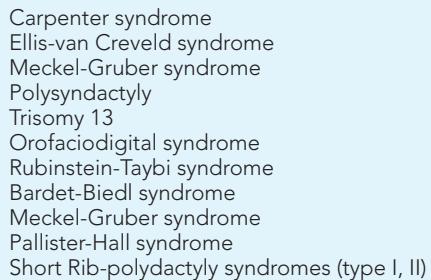 Carpenter syndrome
Ellis-van Creveld syndrome
Meckel-Gruber syndrome
Polysyndactyly
Trisomy 13
Orofaciodigital syndrome
Rubinstein-Taybi syndrome
Bardet-Biedl syndrome
Meckel-Gruber syndrome
Pallister-Hall syndrome
Short Rib-polydactyly syndromes (type I, II)